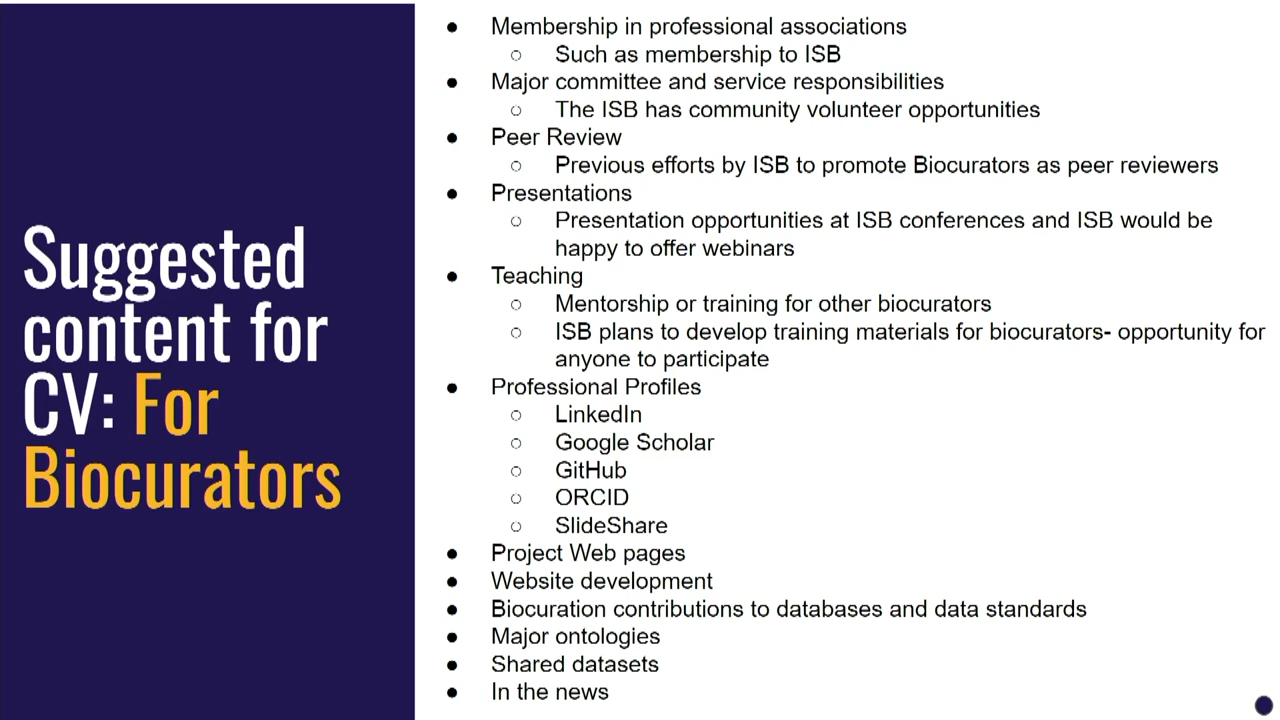 Suggested
content for
CV: For
Biocurators
● Membership in professional associations
○ Such as membership to ISB
● Major committee and service responsibilities
○ The ISB has community volunteer opportunities
● Peer Review
○ Previous efforts by ISB to promote Biocurators as peer reviewers
● Presentations
○ Presentation opportunities at ISB conferences and ISB would be
happy to offer webinars
● Teaching
○ Mentorship or training for other biocurators
○ ISB plans to develop training materials for biocurators- opportunity for
anyone to participate
● Professional Profiles
○ LinkedIn
○ Google Scholar
○ GitHub
○ ORCID
○ SlideShare
● Project Web pages
● Website development
● Biocuration contributions to databases and data standards
● Major ontologies
● Shared datasets
● In the news